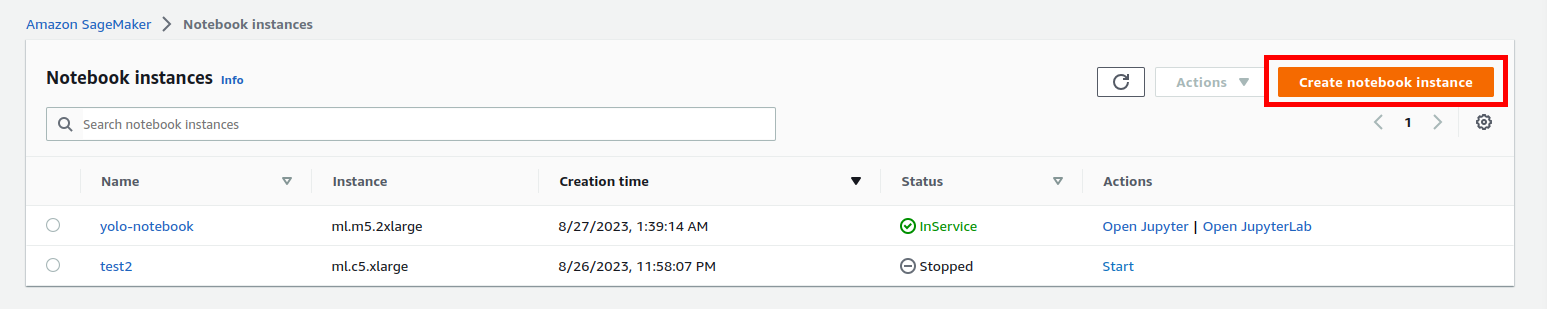 Amazon SageMaker > Notebook instances
Notebook instances Info
Actions
Create notebook instance
Search notebook instances
1
Name Instance Creation time Status Actions
yolo-notebook ml.m5.2xlarge 8/27/2023, 1:39:14 AM InService Open Jupyter | Open JupyterLab
test2 ml.c5.xlarge 8/26/2023, 11:58:07 PM Stopped Start